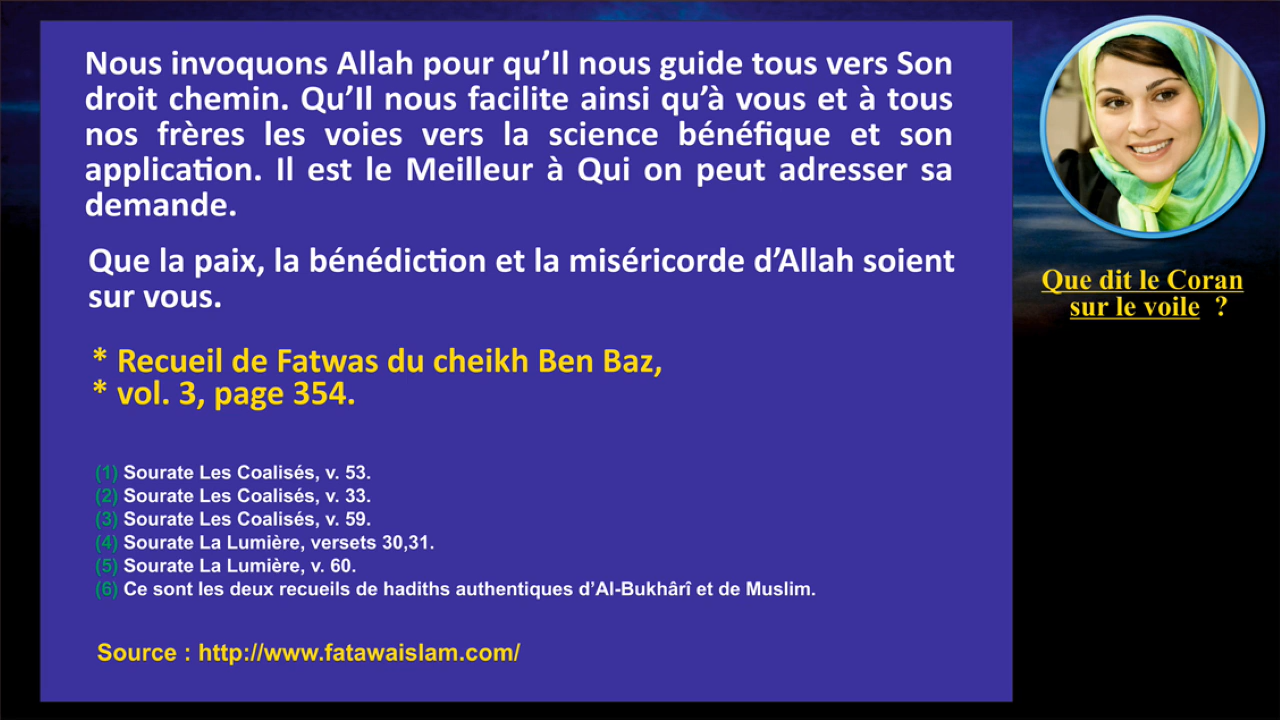 Nous invoquons Allah pour qu’Il nous guide tous vers Son
droit chemin. Qu’Il nous facilite ainsi qu’à vous et à tous
nos frères les voies vers la science bénéfique et son
application. Il est le Meilleur à Qui on peut adresser sa
demande.
Que la paix, la bénédiction et la miséricorde d’Allah soient
sur vous.
* Recueil de Fatwas du cheikh Ben Baz,
* vol. 3, page 354.
(1) Sourate Les Coalisés, v. 53.
(2) Sourate Les Coalisés, v. 33.
(3) Sourate Les Coalisés, v. 59.
(4) Sourate La Lumière, versets 30,31.
(5) Sourate La Lumière, v. 60.
(6) Ce sont les deux recueils de hadiths authentiques d’Al-Bukhârî et de Muslim.
Source : http://www.fatawaislam.com/
Que dit le Coran
sur le voile ?